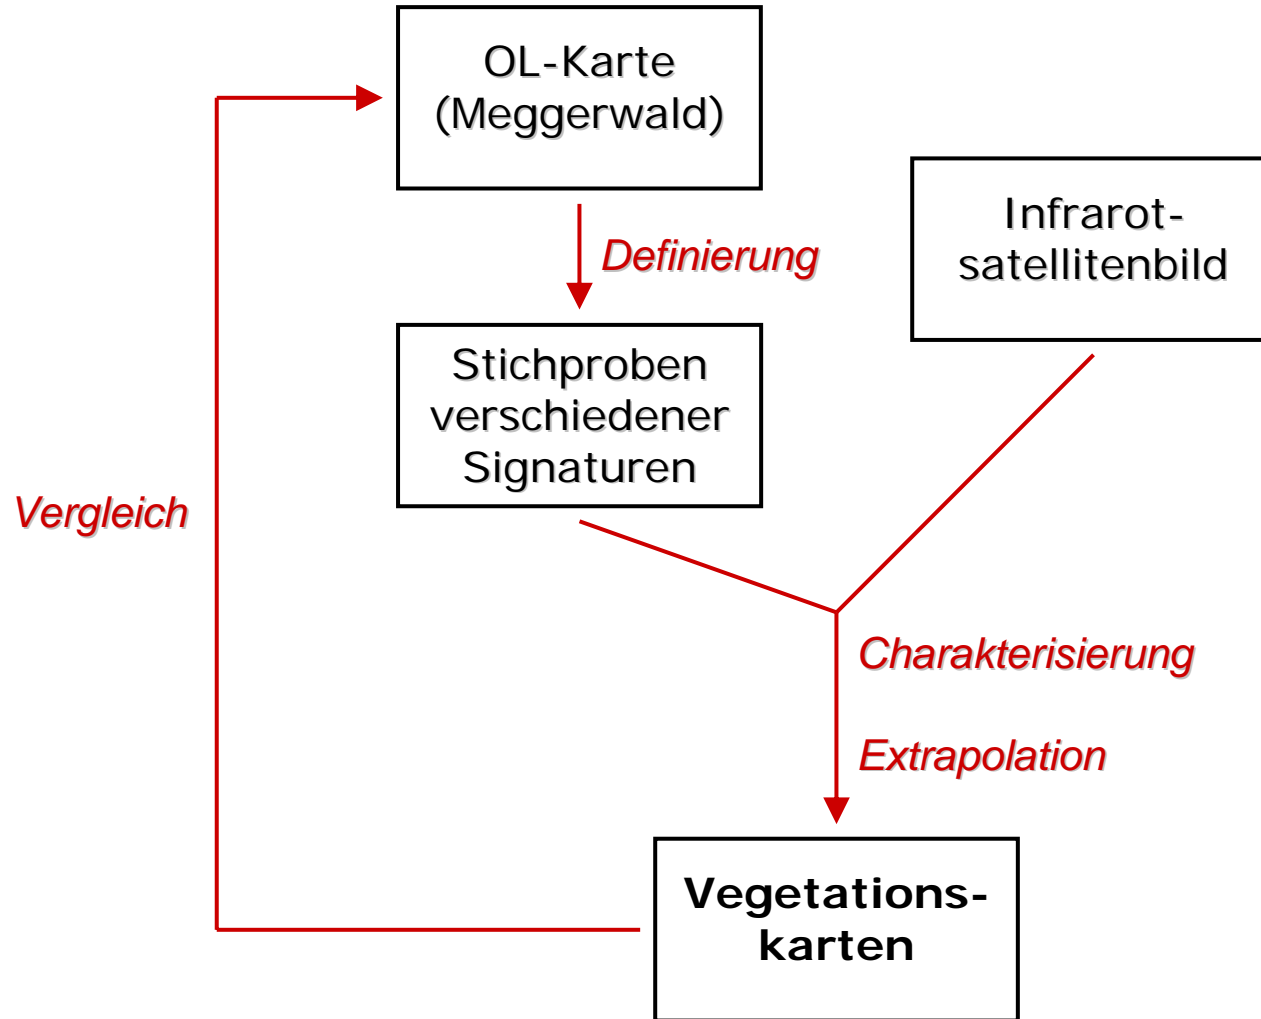 OL-Karte
(Meggerwald)
Infrarot-
satellitenbild
Definierung
Stichproben
verschiedener
Signaturen
Vergleich
Charakterisierung
Extrapolation
Vegetations-
karten